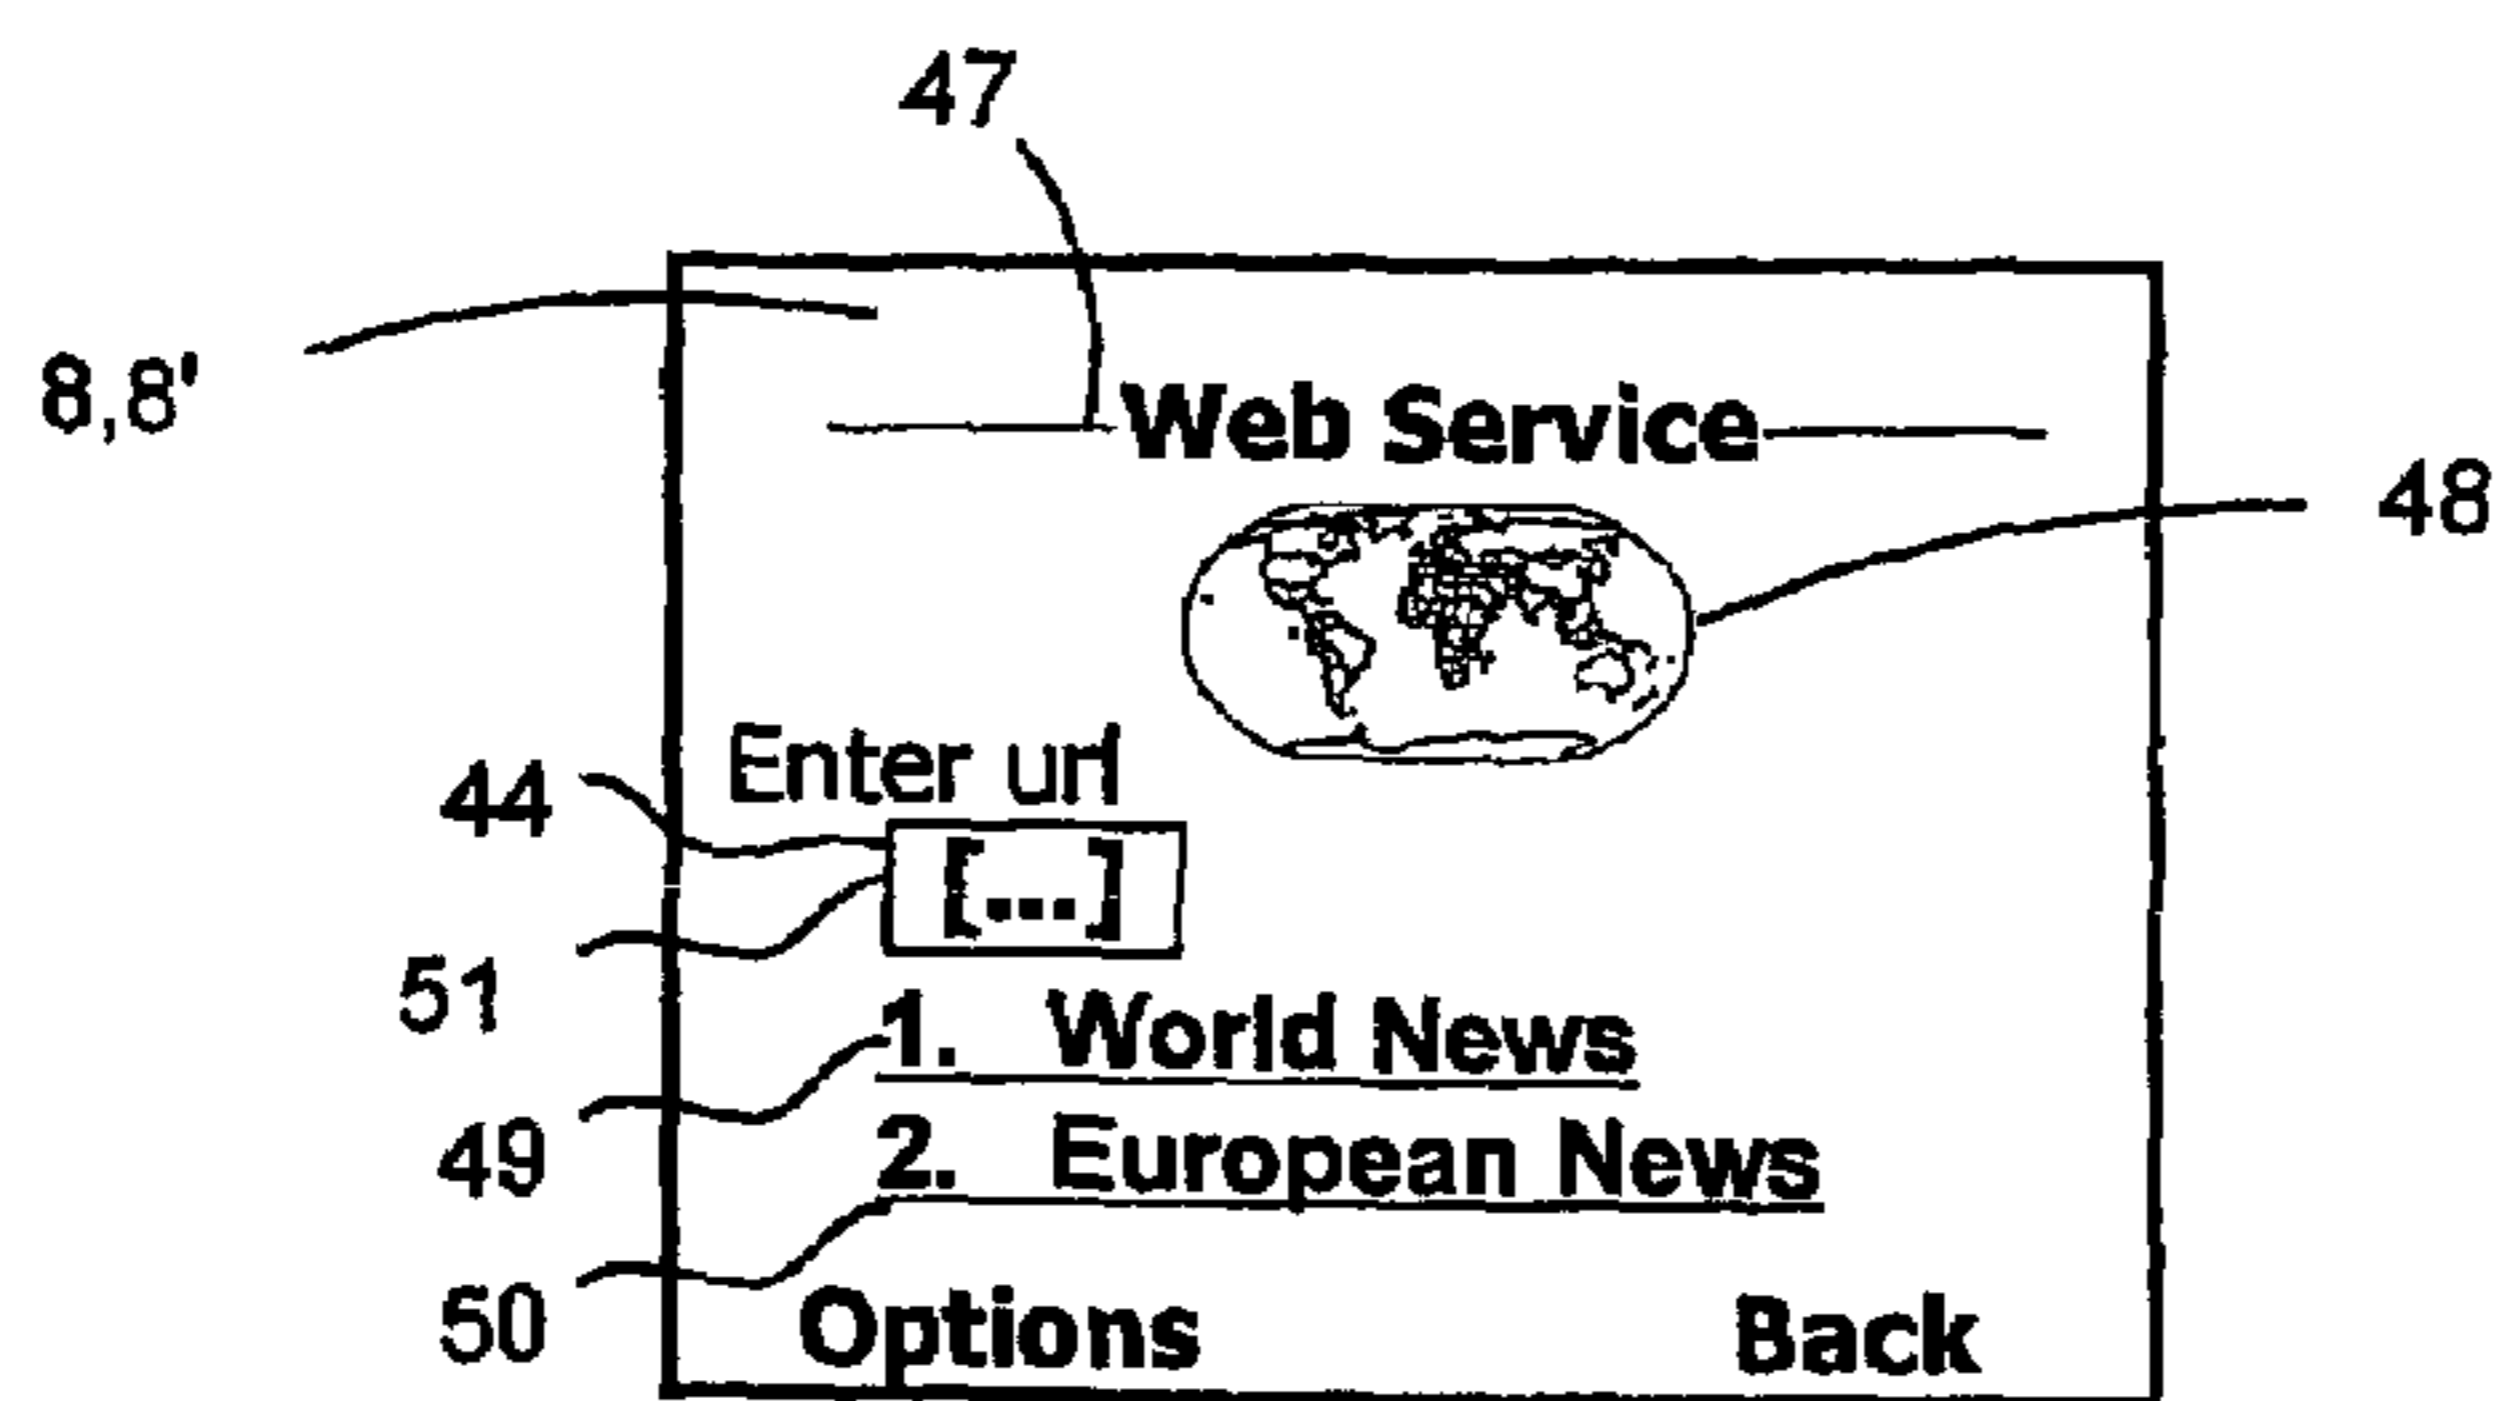 47
8,8'
Web Service
48
Enter url
44
[...]
51
1. World News
49
2. European News
50
Options Back